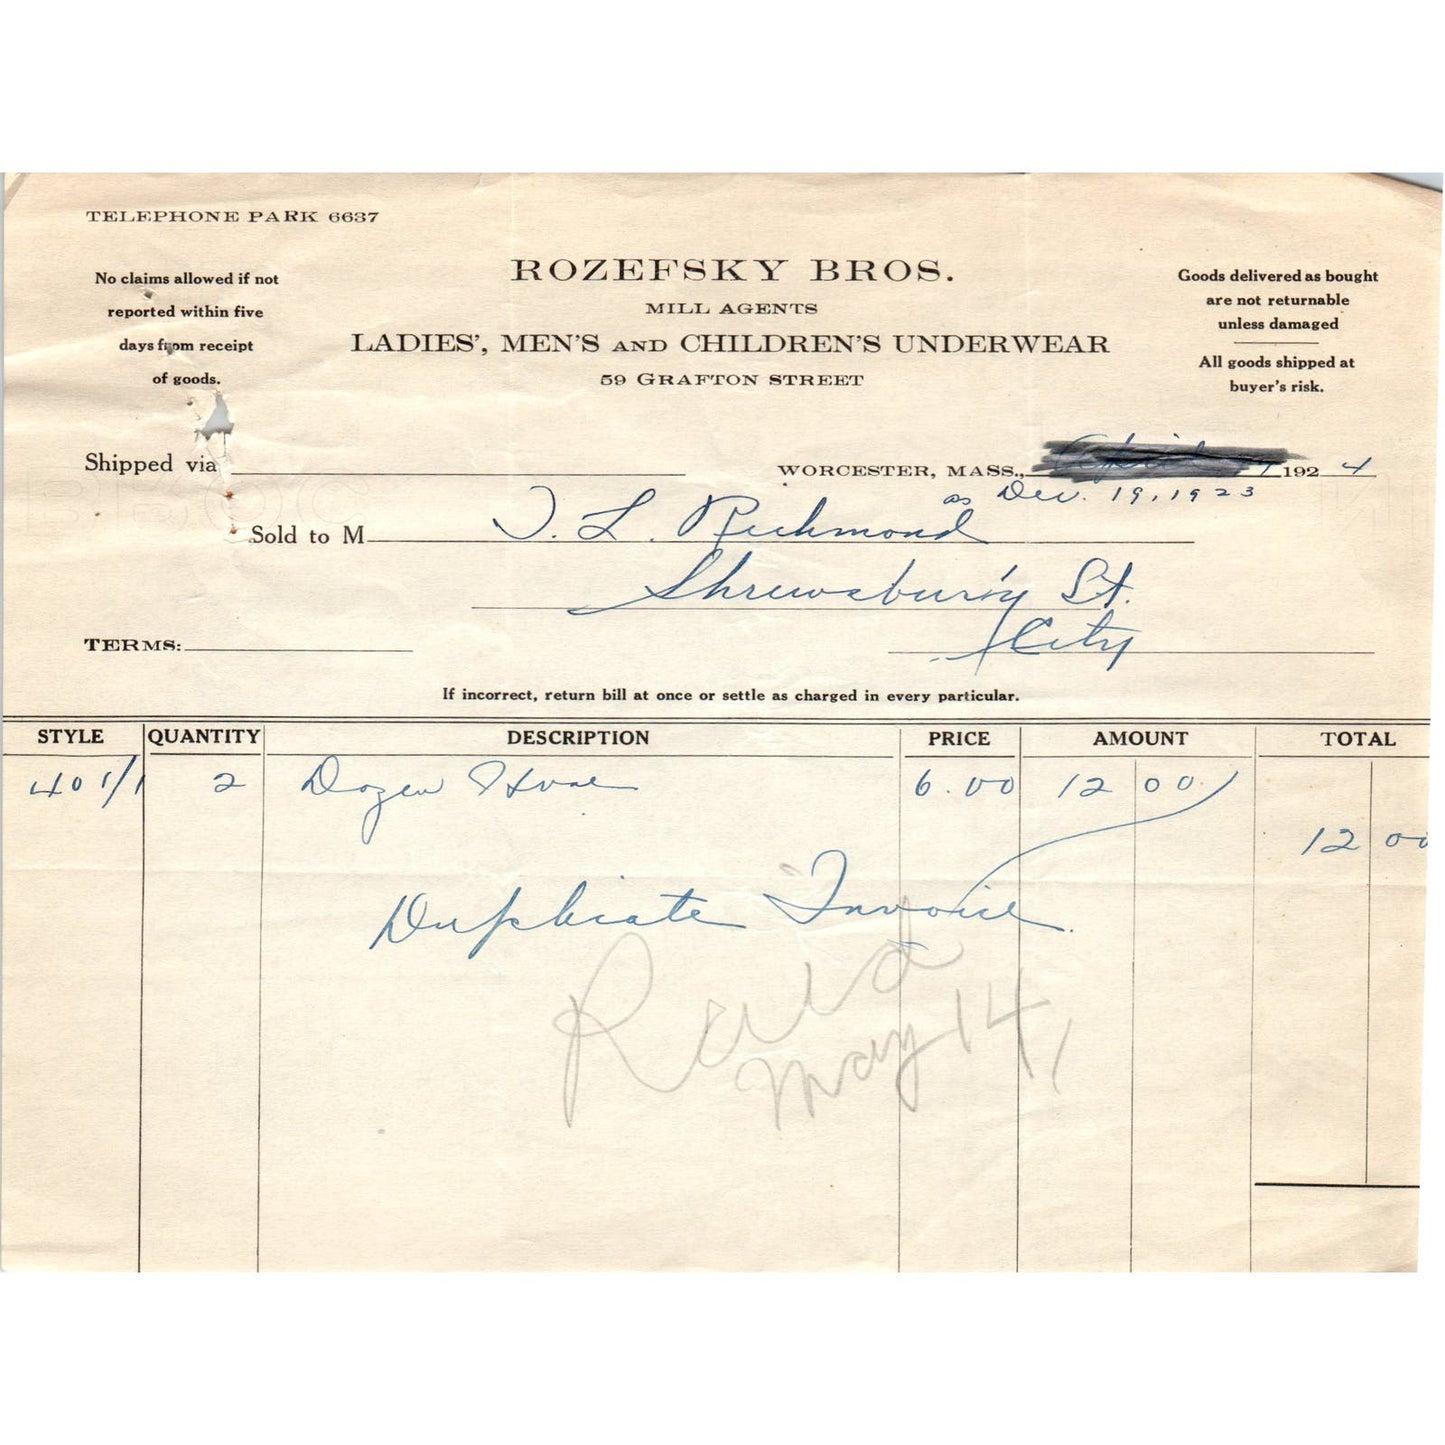 TELEPHONE PARK 6637
No claims allowed if not
reported within five
days from receipt
of goods.
ROZEFSKY BROS.
MILL AGENTS
LADIES', MEN'S AND CHILDREN'S UNDERWEAR
59 GRAFTON STREET
Goods delivered as bought
are not returnable
unless damaged
All goods shipped at
buyer's risk.
Shipped via
WORCESTER, MASS., 1924
as Dec. 19, 1923
Sold to M J. L. Richmond
Shrewsbury St.
City
TERMS:
If incorrect, return bill at once or settle as charged in every particular.
STYLE QUANTITY DESCRIPTION PRICE AMOUNT TOTAL
401/1 2 Dozen Hose 6.00 12 00
12 00
Duplicate Invoice.
Paid
May 14,